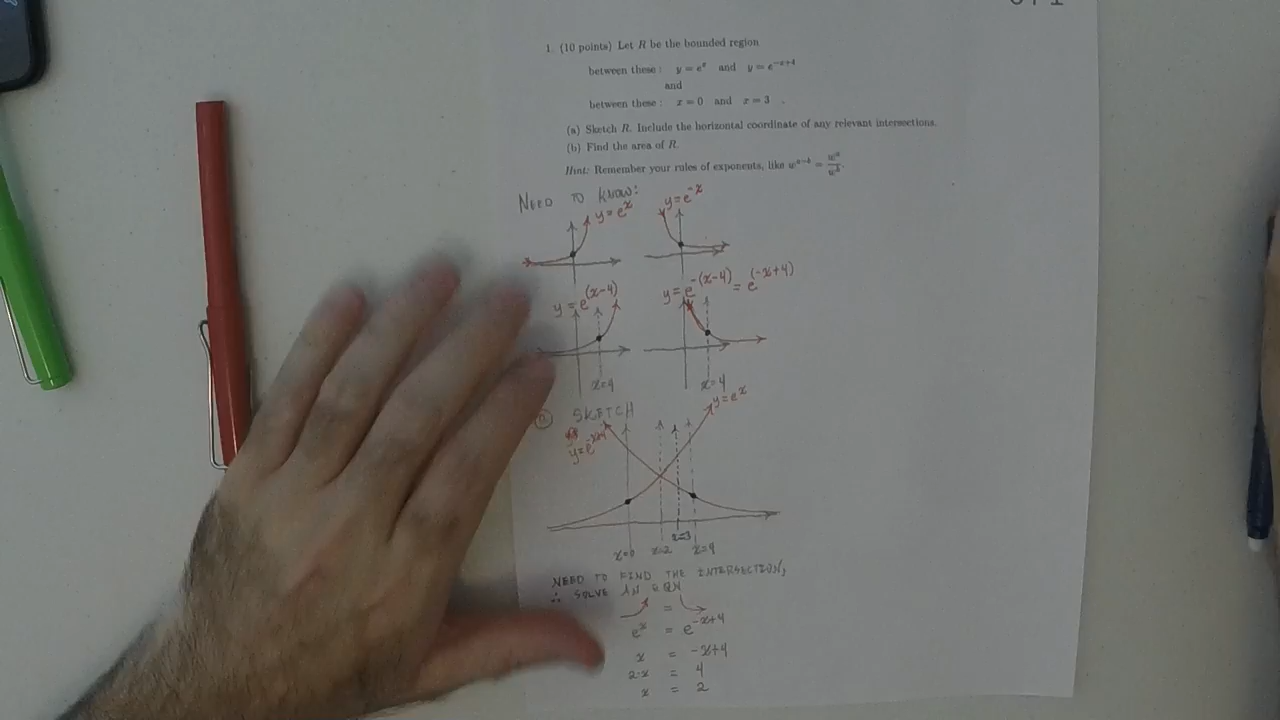 1. (10 points) Let R be the bounded region
between these : y = e^x and y = e^{-x+4}
and
between these : x = 0 and x = 3 .
(a) Sketch R. Include the horizontal coordinate of any relevant intersections.
(b) Find the area of R.
Hint: Remember your rules of exponents, like w^{a-b} = w^a/w^b.
NEED TO KNOW:
y=e^x
y=e^{-x}
y=e^{(x-4)}
y=e^{-(x-4)} = e^{(-x+4)}
x=4
x=4
SKETCH
y=e^x
y=e^{-x+4}
x=3
x=0 x=2 x=4
NEED TO FIND THE INTERSECTION,
∴ SOLVE AN EQN
=
e^x = e^{-x+4}
x = -x+4
2·x = 4
x = 2